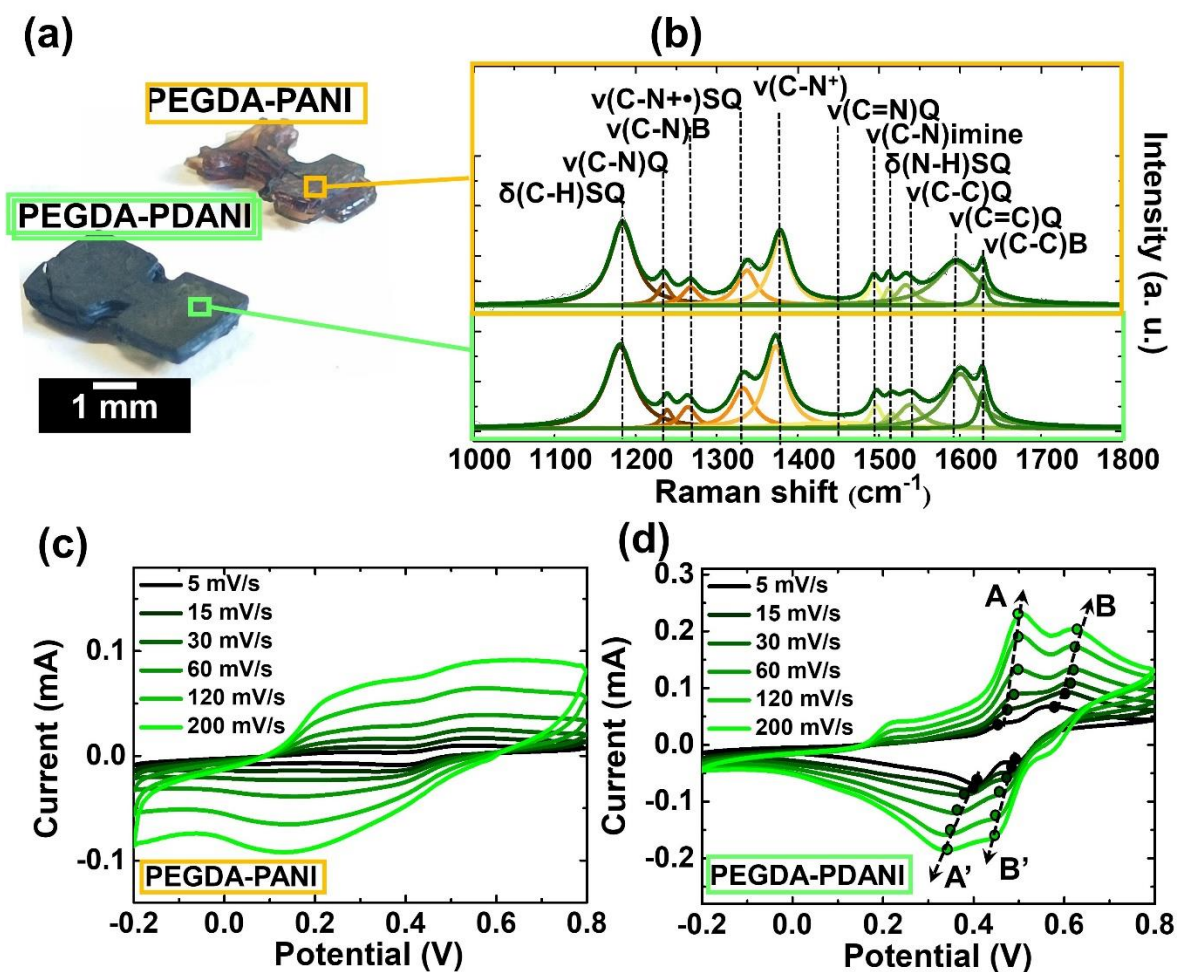 (a)
PEGDA-PANI
PEGDA-PDANI
1 mm
(b)
ν(C-N+•)SQ
ν(C-N)B
ν(C-N)Q
δ(C-H)SQ
ν(C-N⁺)
ν(C=N)Q
ν(C-N)imine
δ(N-H)SQ
ν(C-C)Q
ν(C=C)Q
ν(C-C)B
Intensity (a. u.)
1000 1100 1200 1300 1400 1500 1600 1700 1800
Raman shift (cm⁻¹)
(c)
5 mV/s
15 mV/s
30 mV/s
60 mV/s
120 mV/s
200 mV/s
0.1
0.0
-0.1
Current (mA)
PEGDA-PANI
-0.2 0.0 0.2 0.4 0.6 0.8
Potential (V)
(d)
5 mV/s
15 mV/s
30 mV/s
60 mV/s
120 mV/s
200 mV/s
A
B
A'
B'
0.3
0.2
0.1
0.0
-0.1
-0.2
Current (mA)
PEGDA-PDANI
-0.2 0.0 0.2 0.4 0.6 0.8
Potential (V)